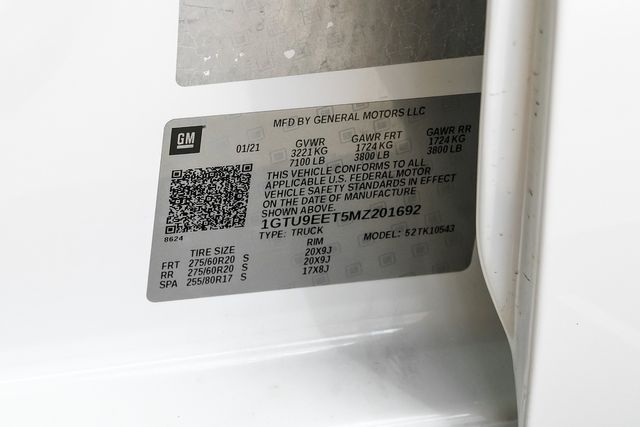 MFD BY GENERAL MOTORS LLC
GM
01/21 GVWR GAWR FRT GAWR RR
3221 KG 1724 KG 1724 KG
7100 LB 3800 LB 3800 LB
THIS VEHICLE CONFORMS TO ALL
APPLICABLE U.S. FEDERAL MOTOR
VEHICLE SAFETY STANDARDS IN EFFECT
ON THE DATE OF MANUFACTURE
SHOWN ABOVE.
1GTU9EET5MZ201692
8624
TYPE: TRUCK MODEL: 52TK10543
TIRE SIZE RIM
FRT 275/60R20 S 20X9J
RR 275/60R20 S 20X9J
SPA 255/80R17 S 17X8J